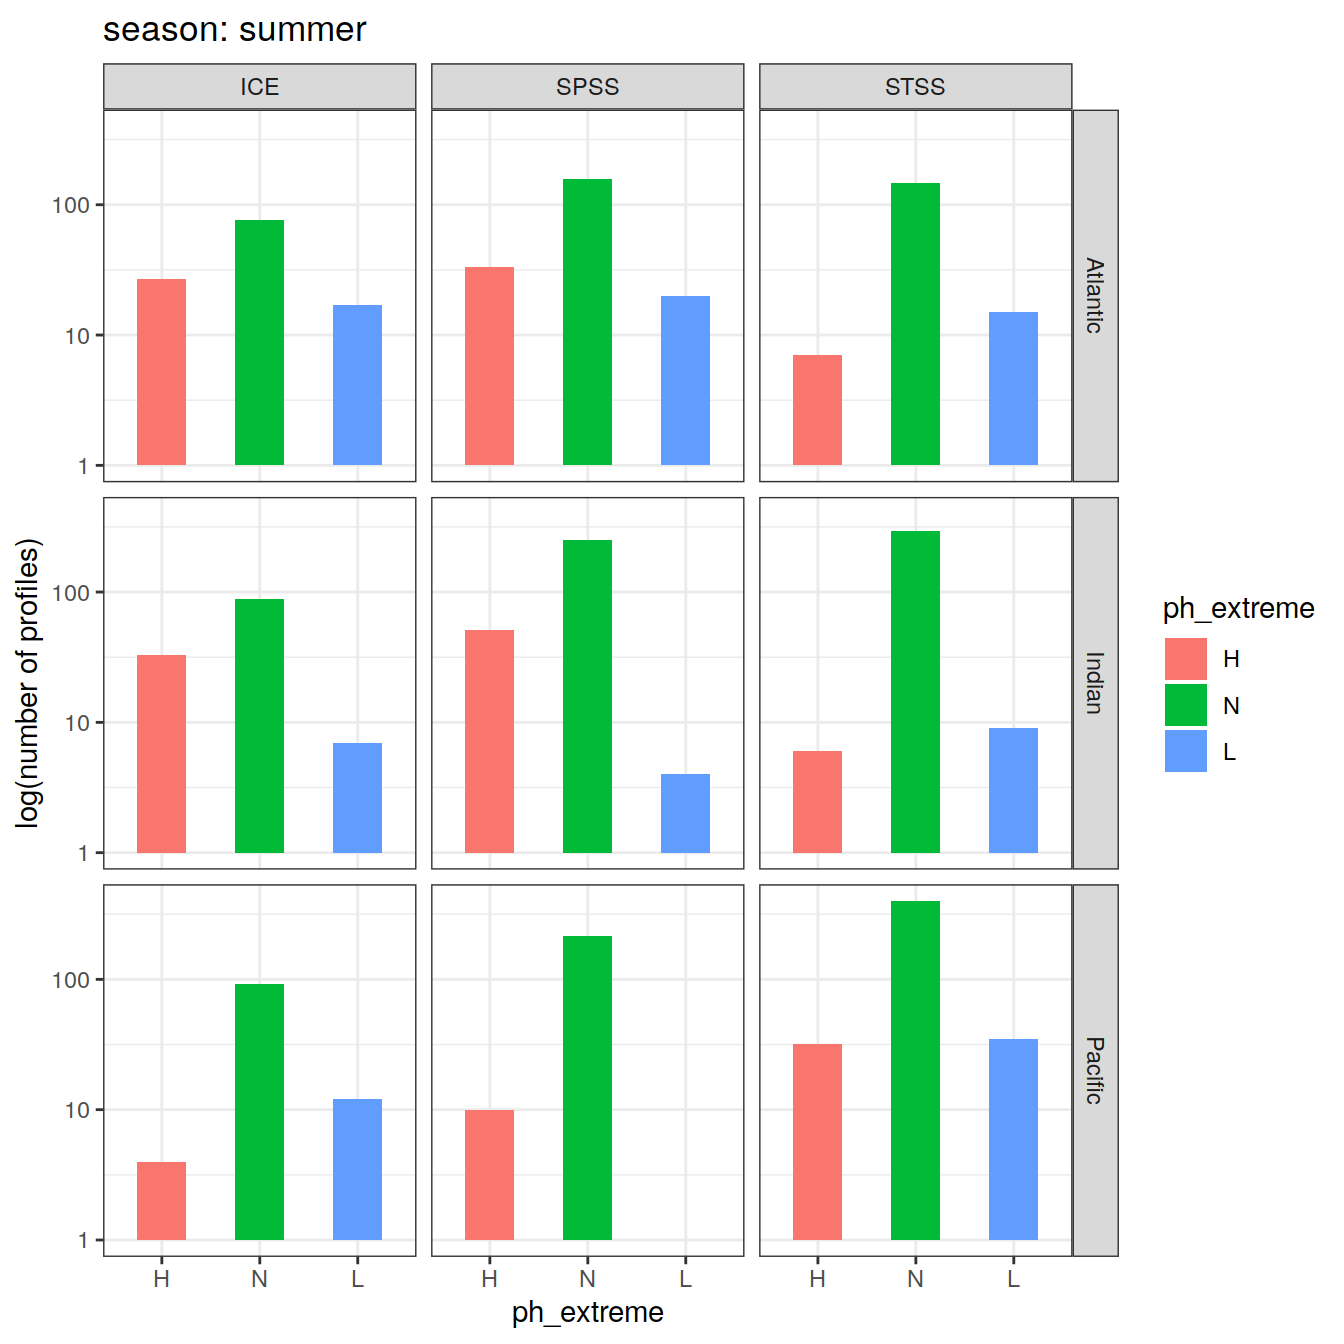 season: summer
ICE
SPSS
STSS
100
10
1
Atlantic
100
10
1
Indian
100
10
1
Pacific
log(number of profiles)
H
N
L
H
N
L
H
N
L
ph_extreme
ph_extreme
H
N
L